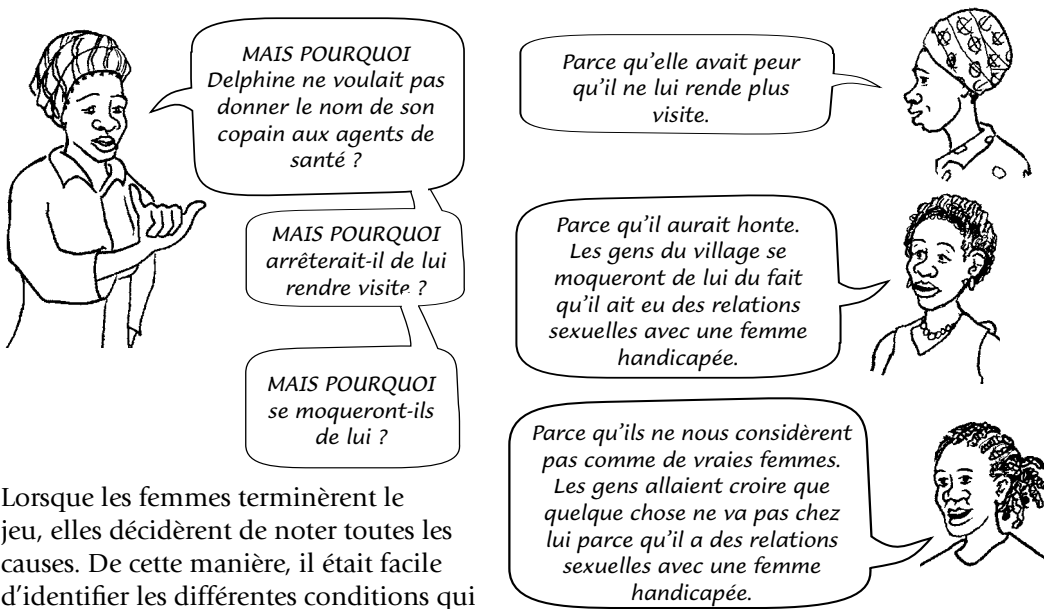 MAIS POURQUOI
Delphine ne voulait pas
donner le nom de son
copain aux agents de
santé ?
Parce qu'elle avait peur
qu'il ne lui rende plus
visite.
MAIS POURQUOI
arrêterait-il de lui
rendre visite ?
Parce qu'il aurait honte.
Les gens du village se
moqueront de lui du fait
qu'il ait eu des relations
sexuelles avec une femme
handicapée.
MAIS POURQUOI
se moqueront-ils
de lui ?
Parce qu'ils ne nous considèrent
pas comme de vraies femmes.
Les gens allaient croire que
quelque chose ne va pas chez
lui parce qu'il a des relations
sexuelles avec une femme
handicapée.
Lorsque les femmes terminèrent le
jeu, elles décidèrent de noter toutes les
causes. De cette manière, il était facile
d'identifier les différentes conditions qui